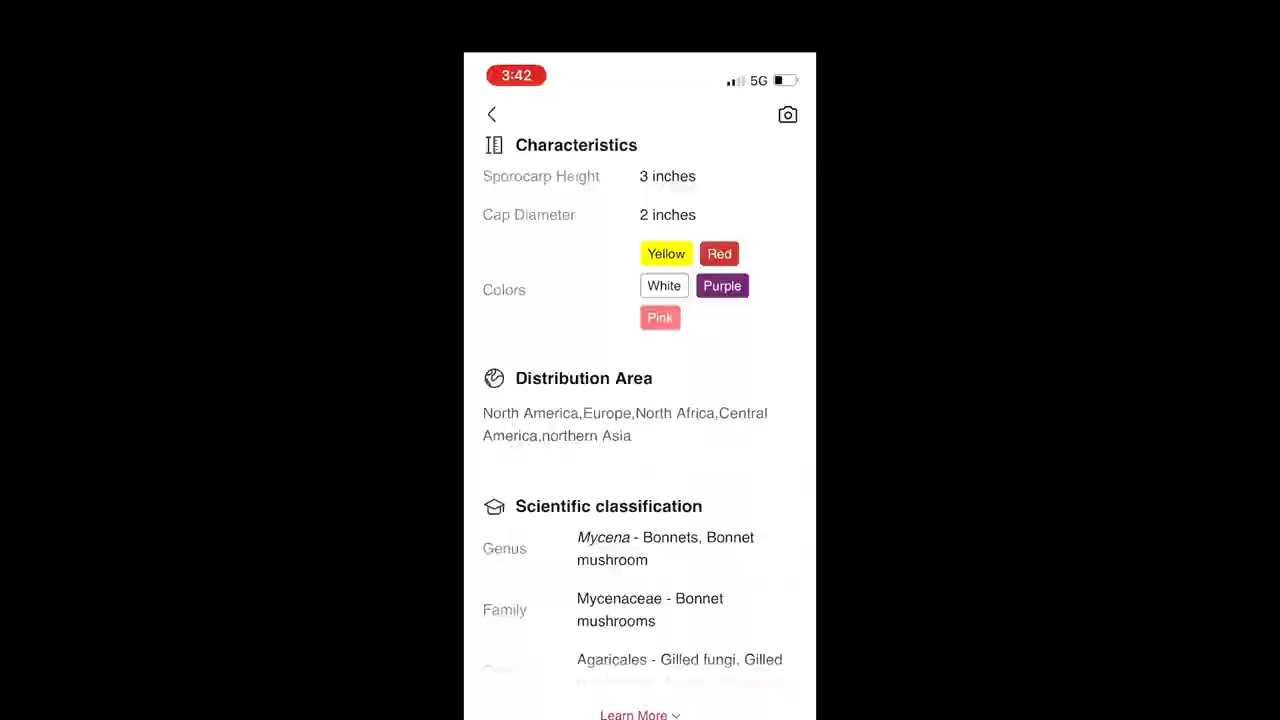 3:42
5G
Characteristics
Sporocarp Height 3 inches
Cap Diameter 2 inches
Colors
Yellow Red
White Purple
Pink
Distribution Area
North America,Europe,North Africa,Central
America,northern Asia
Scientific classification
Genus
Mycena - Bonnets, Bonnet
mushroom
Family
Mycenaceae - Bonnet
mushrooms
Agaricales - Gilled fungi, Gilled
Learn More